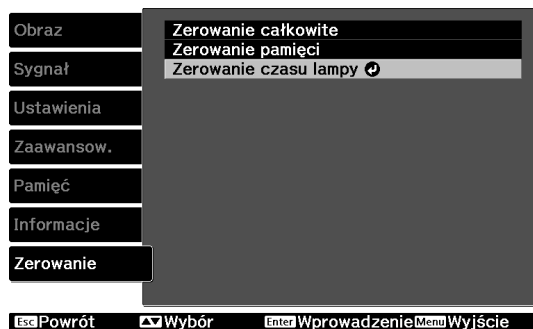 Obraz
Sygnał
Ustawienia
Zaawansow.
Pamięć
Informacje
Zerowanie
Zerowanie całkowite
Zerowanie pamięci
Zerowanie czasu lampy
Esc Powrót Wybór Enter Wprowadzenie Menu Wyjście